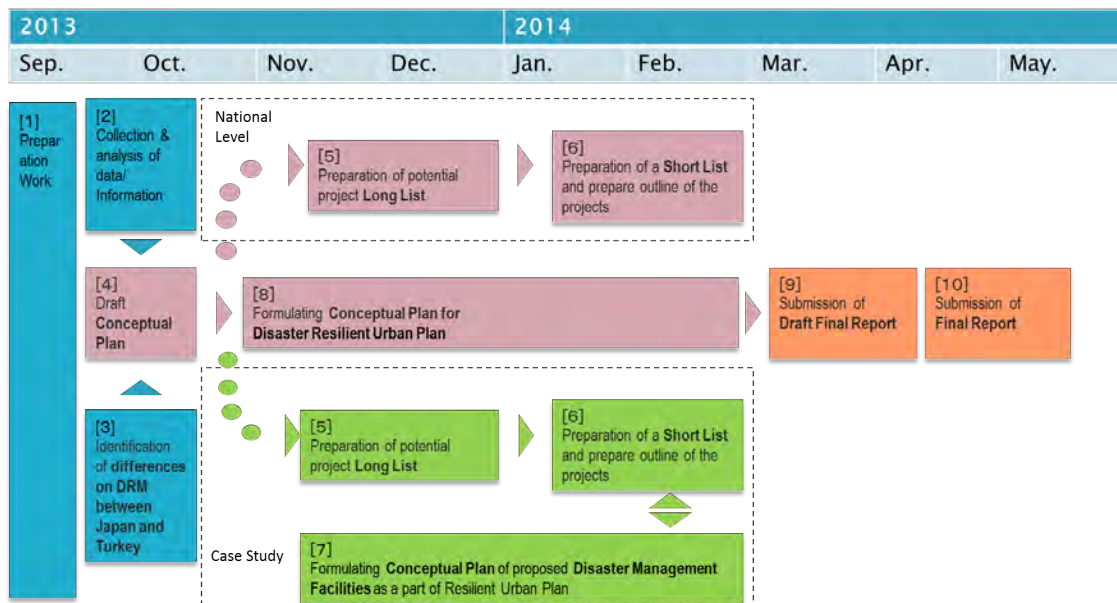 2013
2014
Sep.
Oct.
Nov.
Dec.
Jan.
Feb.
Mar.
Apr.
May.
[1]
Prepar
ation
Work
[2]
Collection &
analysis of
data/
Information
National
Level
[5]
Preparation of potential
project Long List
[6]
Preparation of a Short List
and prepare outline of the
projects
[4]
Draft
Conceptual
Plan
[8]
Formulating Conceptual Plan for
Disaster Resilient Urban Plan
[9]
Submission of
Draft Final Report
[10]
Submission of
Final Report
[3]
Identification
of differences
on DRM
between
Japan and
Turkey
[5]
Preparation of potential
project Long List
[6]
Preparation of a Short List
and prepare outline of the
projects
Case Study
[7]
Formulating Conceptual Plan of proposed Disaster Management
Facilities as a part of Resilient Urban Plan